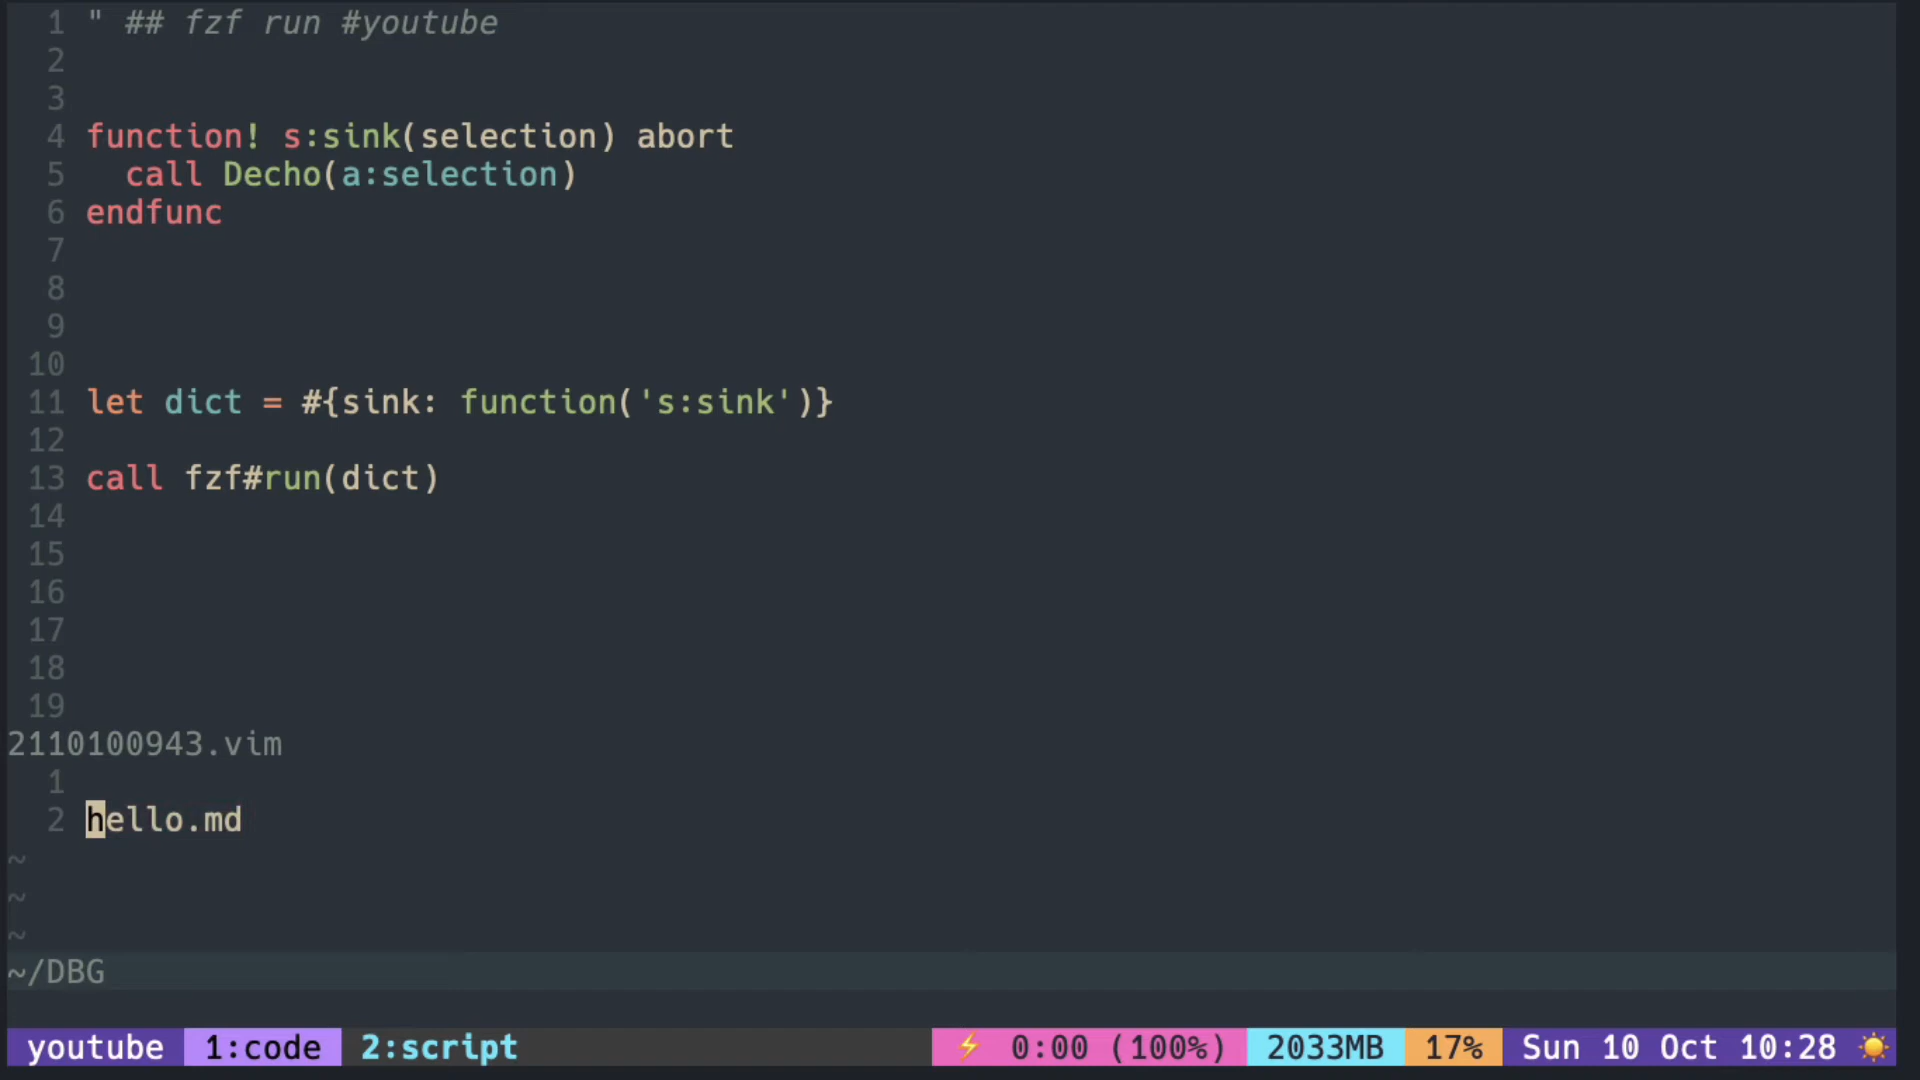 1 " ## fzf run #youtube
2
3
4 function! s:sink(selection) abort
5   call Decho(a:selection)
6 endfunc
7
8
9
10
11 let dict = #{sink: function('s:sink')}
12
13 call fzf#run(dict)
14
15
16
17
18
19
2110100943.vim
1
2 hello.md
~
~
~
~/DBG
youtube 1:code 2:script ⚡ 0:00 (100%) 2033MB 17% Sun 10 Oct 10:28 ☀️